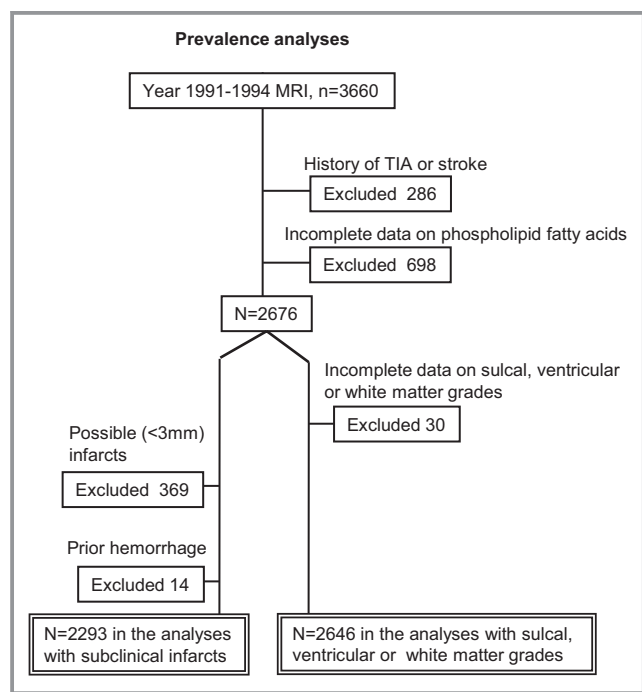 Prevalence analyses
Year 1991-1994 MRI, n=3660
History of TIA or stroke
Excluded 286
Incomplete data on phospholipid fatty acids
Excluded 698
N=2676
Incomplete data on sulcal, ventricular
or white matter grades
Excluded 30
Possible (<3mm)
infarcts
Excluded 369
Prior hemorrhage
Excluded 14
N=2293 in the analyses
with subclinical infarcts
N=2646 in the analyses with sulcal,
ventricular or white matter grades